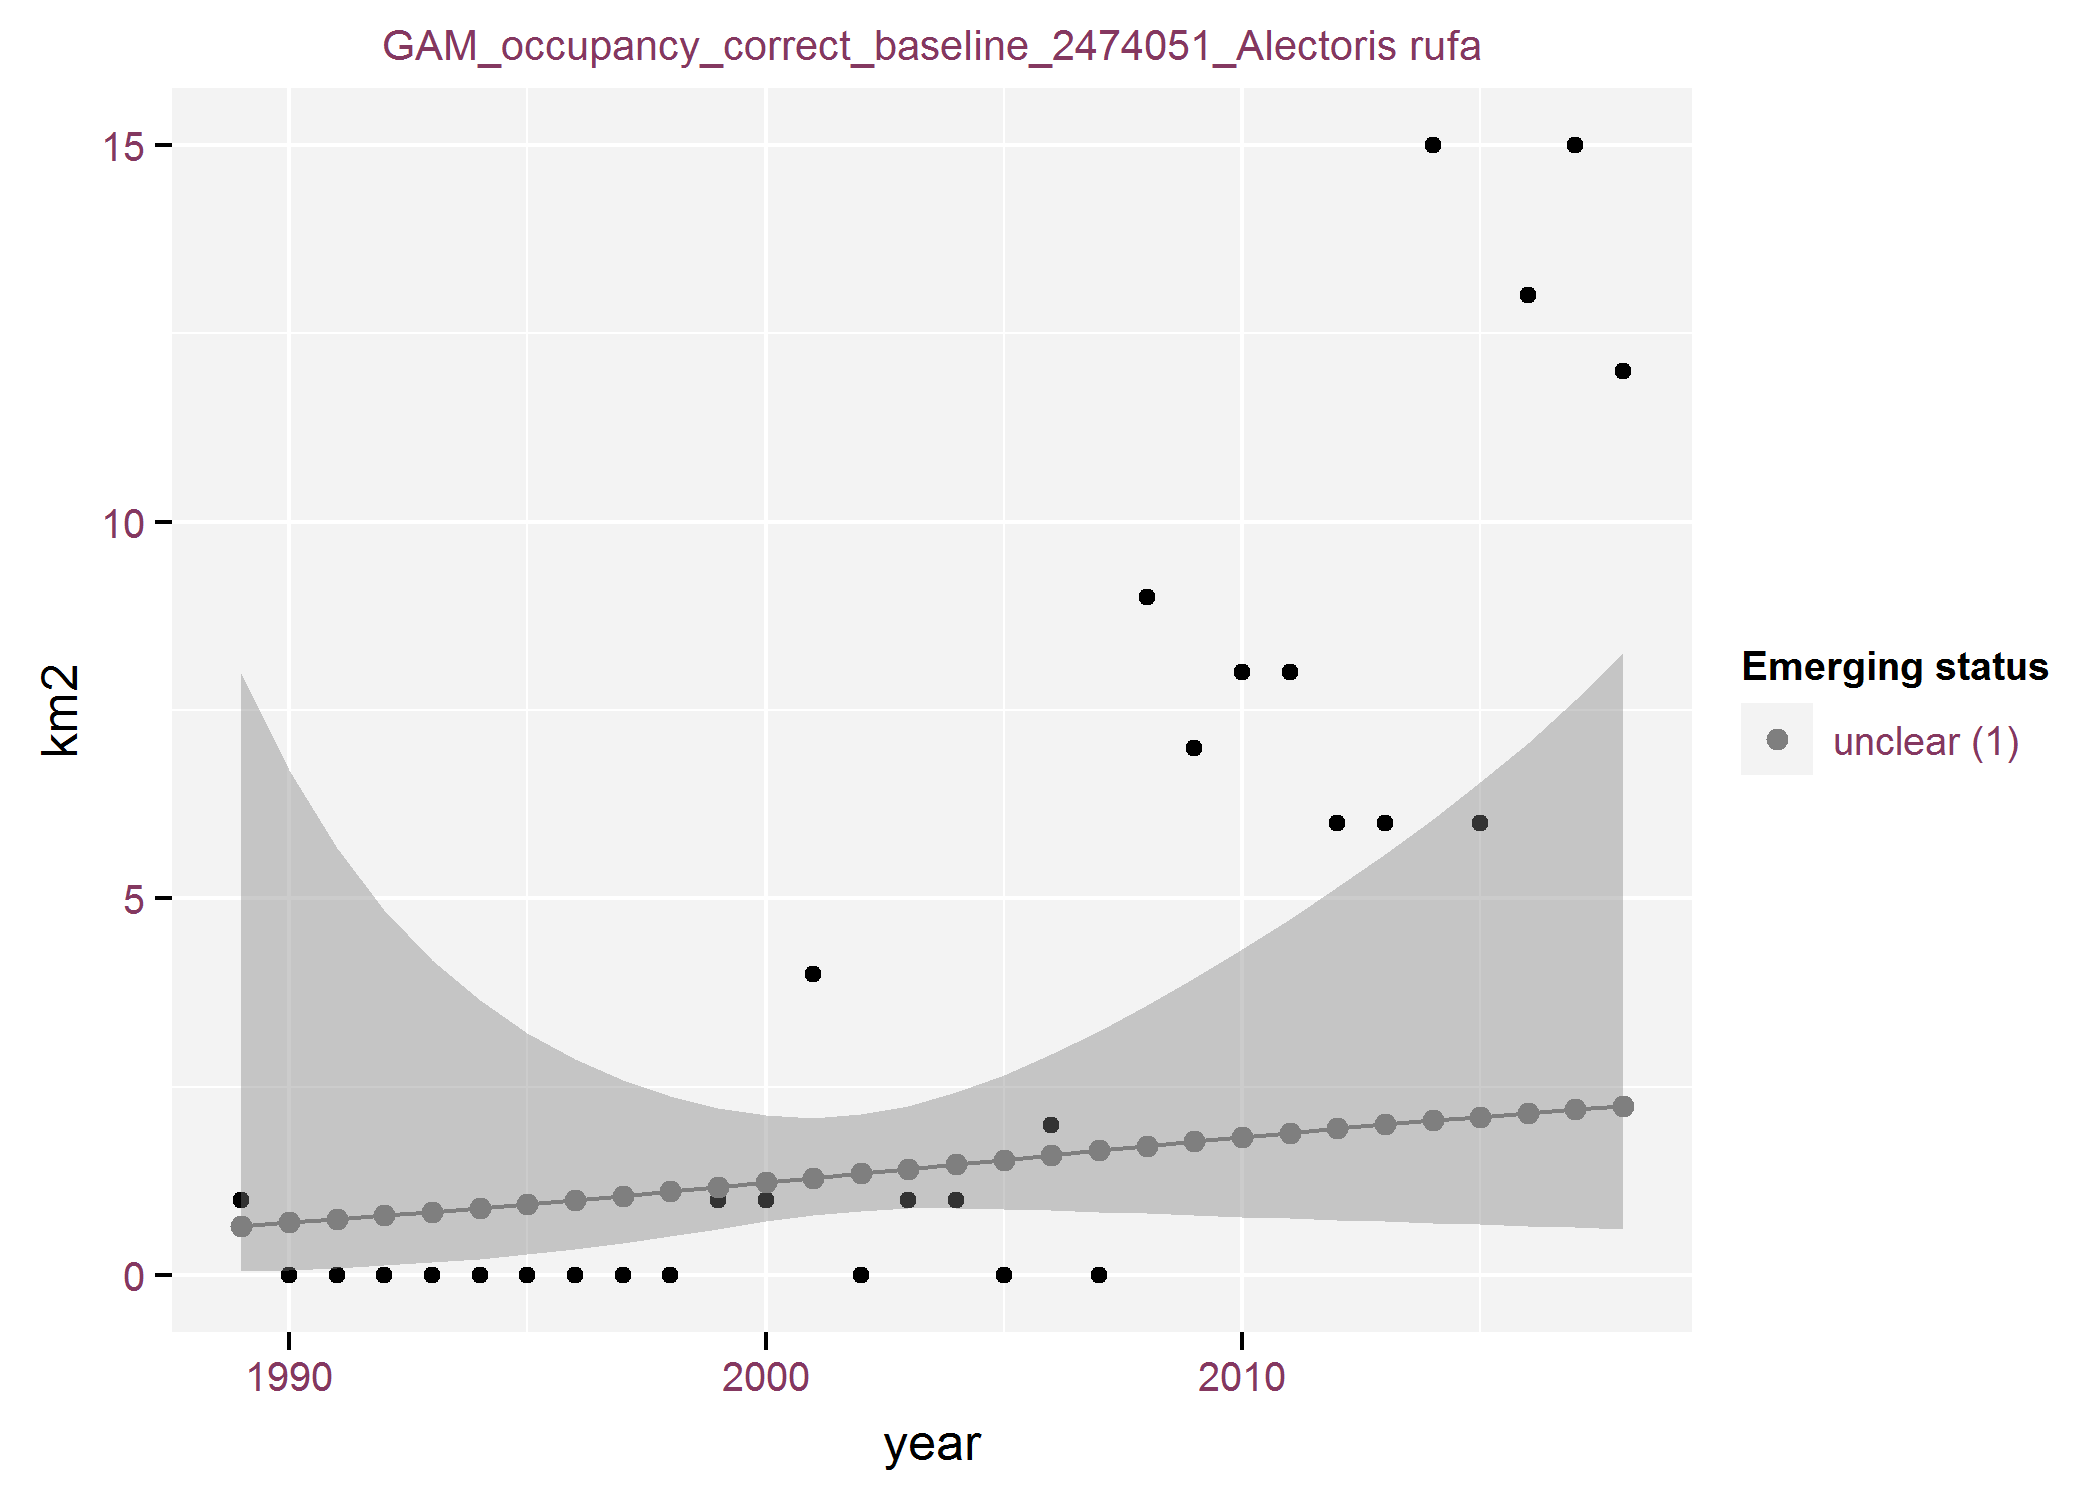 GAM_occupancy_correct_baseline_2474051_Alectoris rufa
15
10
5
0
km2
1990 2000 2010
year
Emerging status
unclear (1)